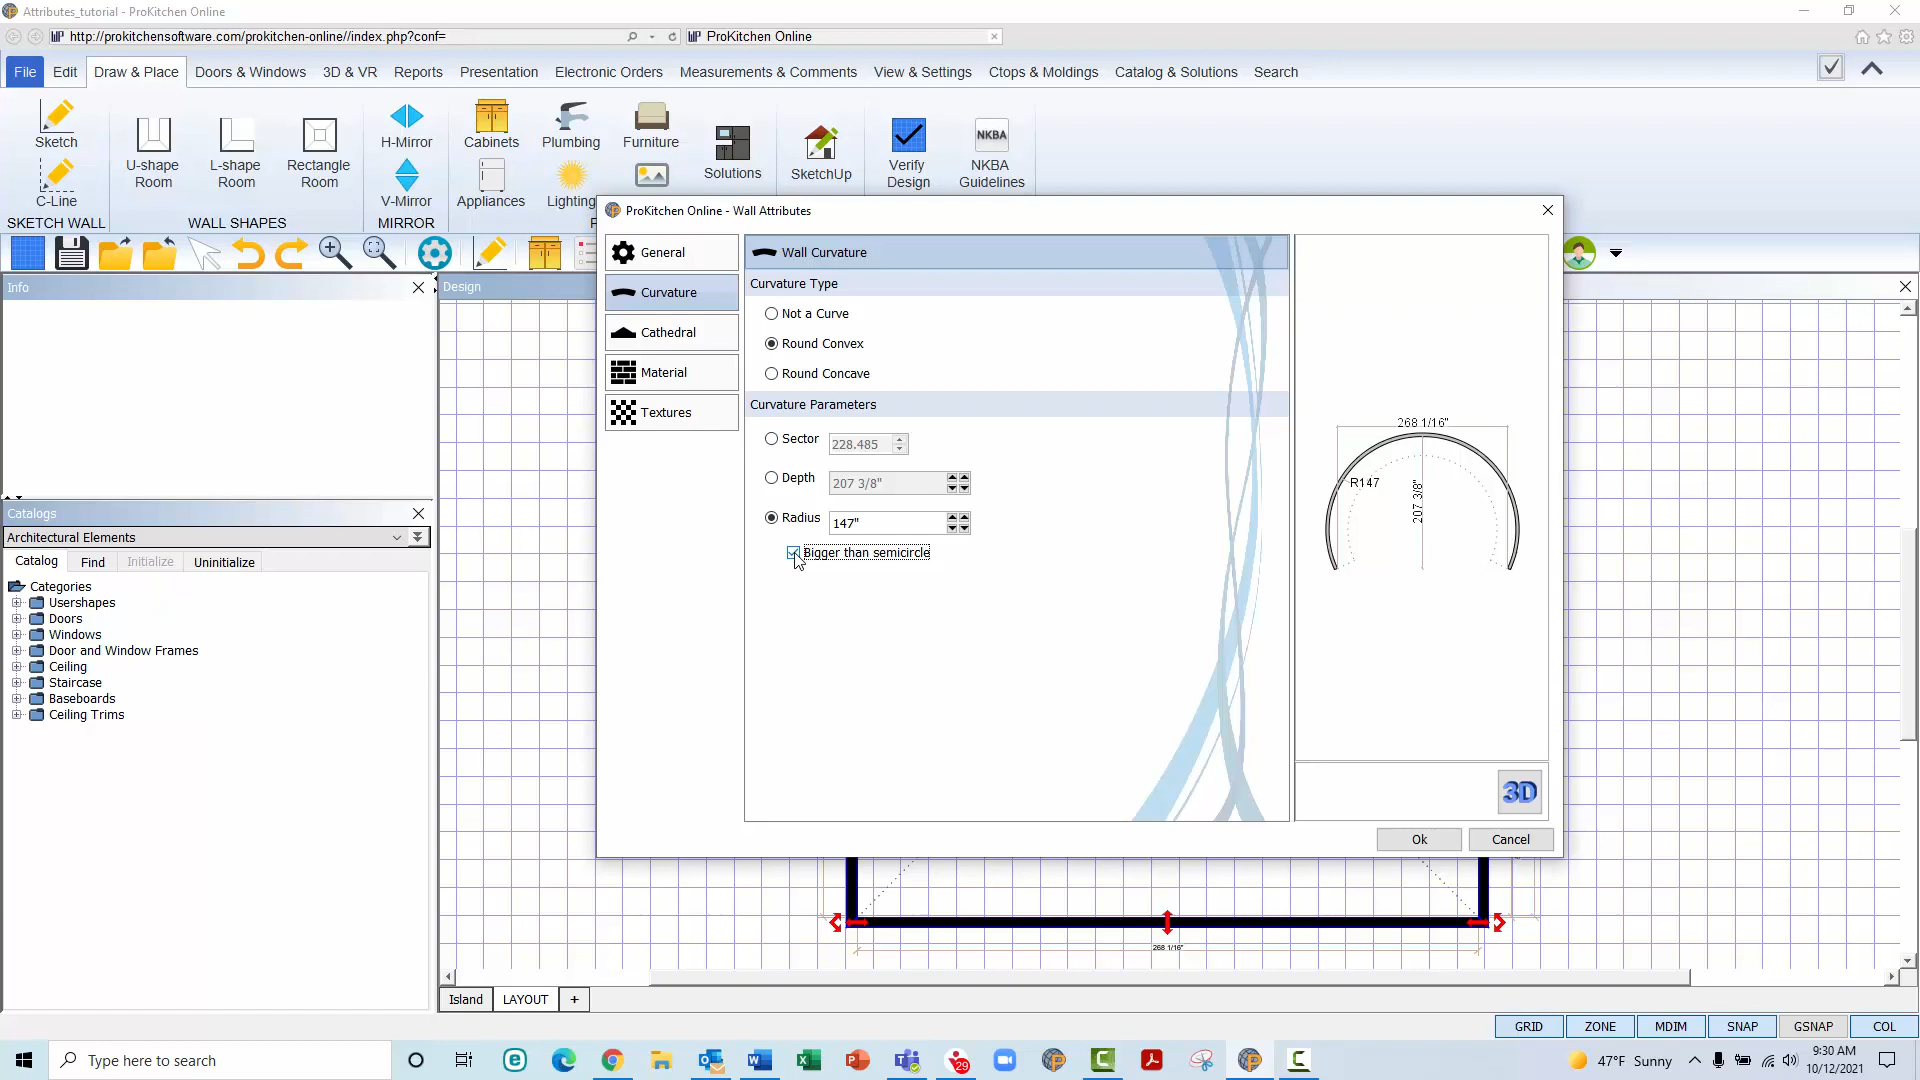 Attributes_tutorial - ProKitchen Online
http://prokitchensoftware.com/prokitchen-online//index.php?conf=
ProKitchen Online
File
Edit
Draw & Place
Doors & Windows
3D & VR
Reports
Presentation
Electronic Orders
Measurements & Comments
View & Settings
Ctops & Moldings
Catalog & Solutions
Search
Sketch
C-Line
SKETCH WALL
U-shape
Room
L-shape
Room
Rectangle
Room
WALL SHAPES
H-Mirror
V-Mirror
MIRROR
Cabinets
Appliances
Plumbing
Lighting
Furniture
Solutions
SketchUp
Verify
Design
NKBA
NKBA
Guidelines
Info
Design
Catalogs
Architectural Elements
Catalog
Find
Initialize
Uninitialize
Categories
Usershapes
Doors
Windows
Door and Window Frames
Ceiling
Staircase
Baseboards
Ceiling Trims
ProKitchen Online - Wall Attributes
General
Curvature
Cathedral
Material
Textures
Wall Curvature
Curvature Type
Not a Curve
Round Convex
Round Concave
Curvature Parameters
Sector
228.485
Depth
207 3/8"
Radius
147"
Bigger than semicircle
268 1/16"
R147
207 3/8"
3D
Ok
Cancel
268 1/16"
Island
LAYOUT
+
GRID
ZONE
MDIM
SNAP
GSNAP
COL
Type here to search
29
47°F Sunny
9:30 AM
10/12/2021